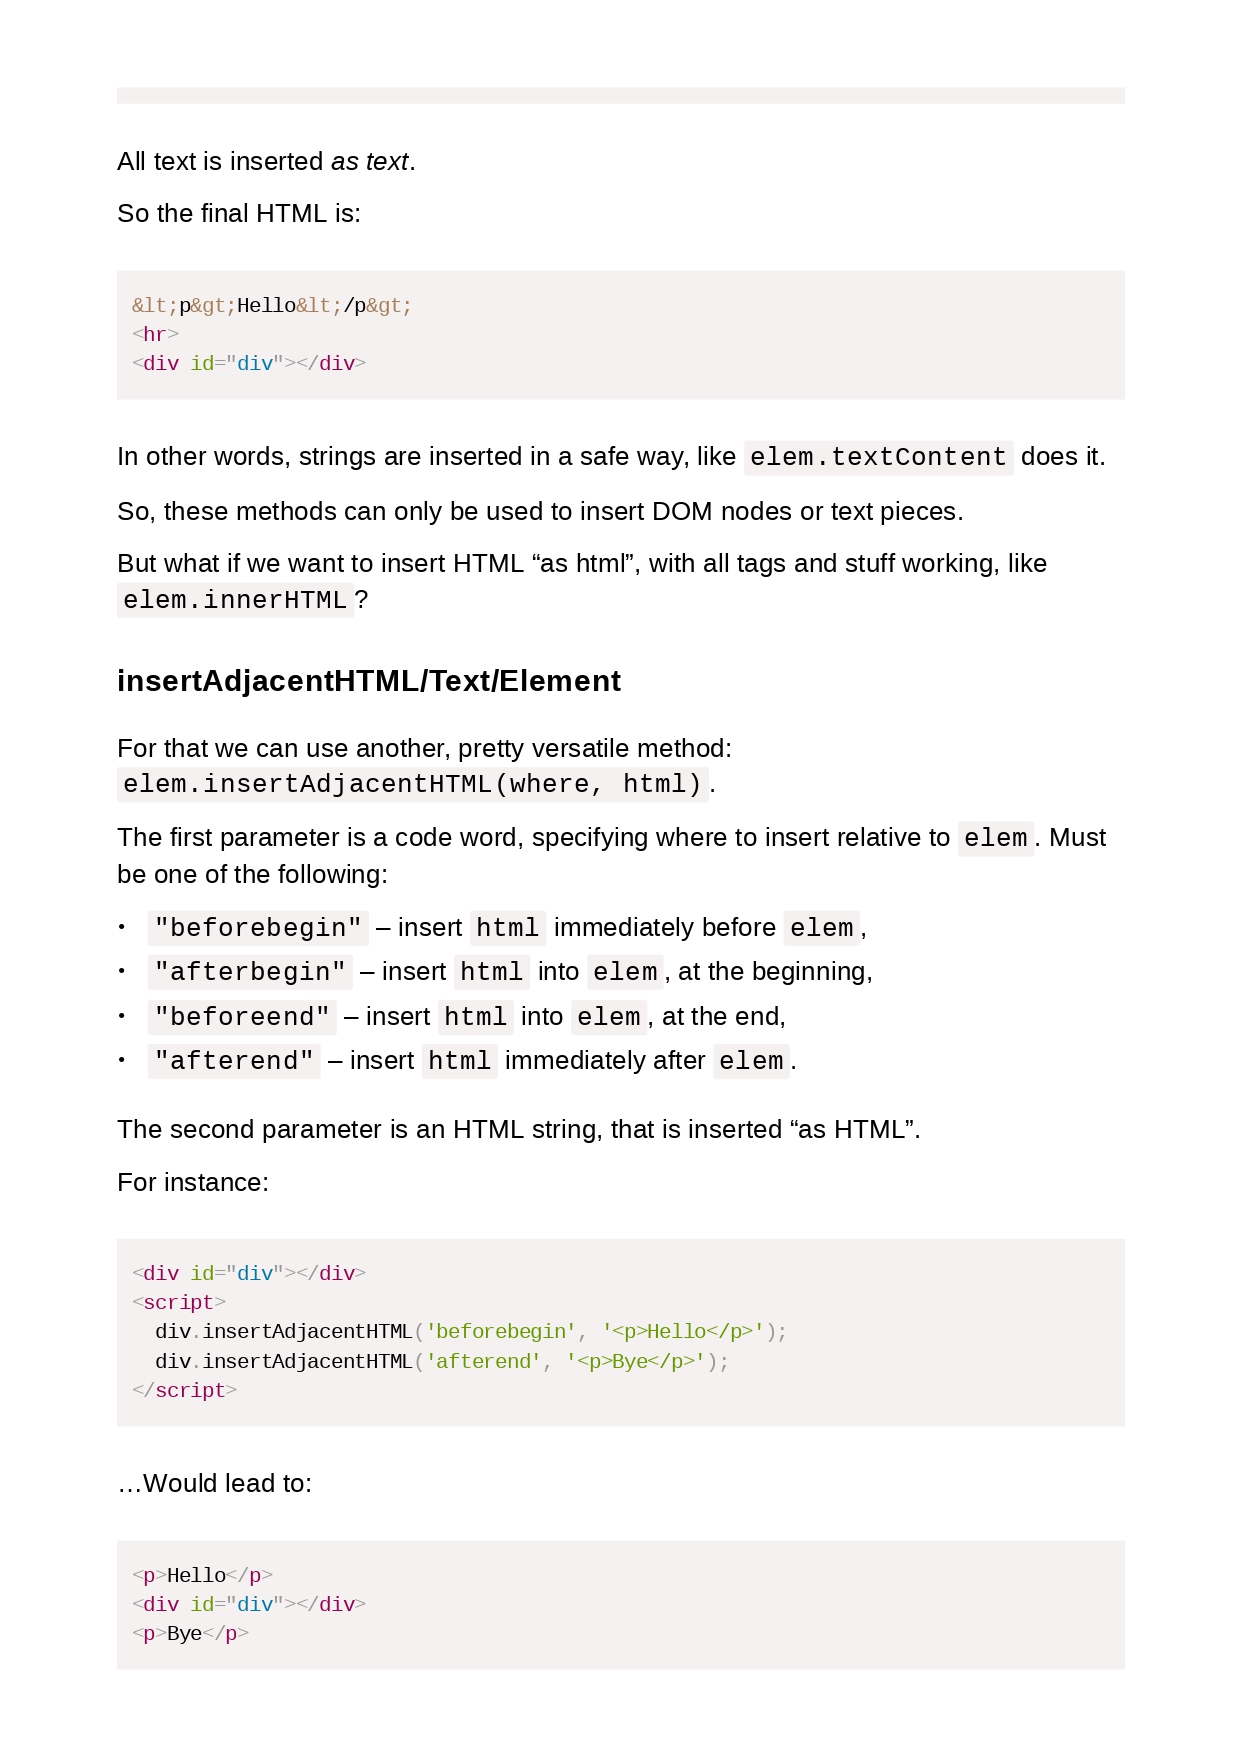 All text is inserted as text.
So the final HTML is:
&lt;p&gt;Hello&lt;/p&gt;
<hr>
<div id="div"></div>
In other words, strings are inserted in a safe way, like elem.textContent does it.
So, these methods can only be used to insert DOM nodes or text pieces.
But what if we want to insert HTML “as html”, with all tags and stuff working, like
elem.innerHTML?
insertAdjacentHTML/Text/Element
For that we can use another, pretty versatile method:
elem.insertAdjacentHTML(where, html).
The first parameter is a code word, specifying where to insert relative to elem. Must
be one of the following:
• "beforebegin" – insert html immediately before elem,
• "afterbegin" – insert html into elem, at the beginning,
• "beforeend" – insert html into elem, at the end,
• "afterend" – insert html immediately after elem.
The second parameter is an HTML string, that is inserted “as HTML”.
For instance:
<div id="div"></div>
<script>
  div.insertAdjacentHTML('beforebegin', '<p>Hello</p>');
  div.insertAdjacentHTML('afterend', '<p>Bye</p>');
</script>
…Would lead to:
<p>Hello</p>
<div id="div"></div>
<p>Bye</p>